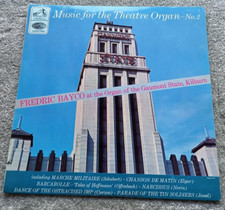 Music for the Theatre Organ—No.2
FREDRIC BAYCO at the Organ of the Gaumont State, Kilburn
including MARCHE MILITAIRE (Schubert) · CHANSON DE MATIN (Elgar)
BARCAROLLE - 'Tales of Hoffmann' (Offenbach) · NARCISSUS (Nevin)
DANCE OF THE OSTRACISED IMP (Curzon) · PARADE OF THE TIN SOLDIERS (Jessel)